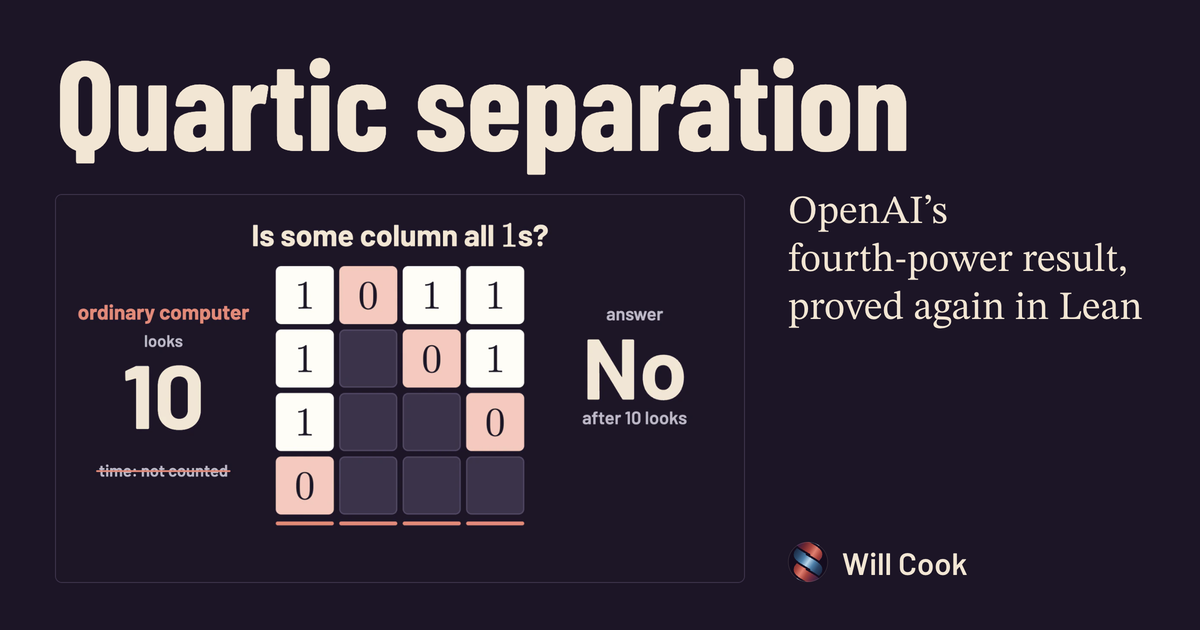 Quartic separation
Is some column all 1s?
ordinary computer
looks
10
time: not counted
1 0 1 1
1 0 1
1 0
0
answer
No
after 10 looks
OpenAI’s
fourth-power result,
proved again in Lean
Will Cook